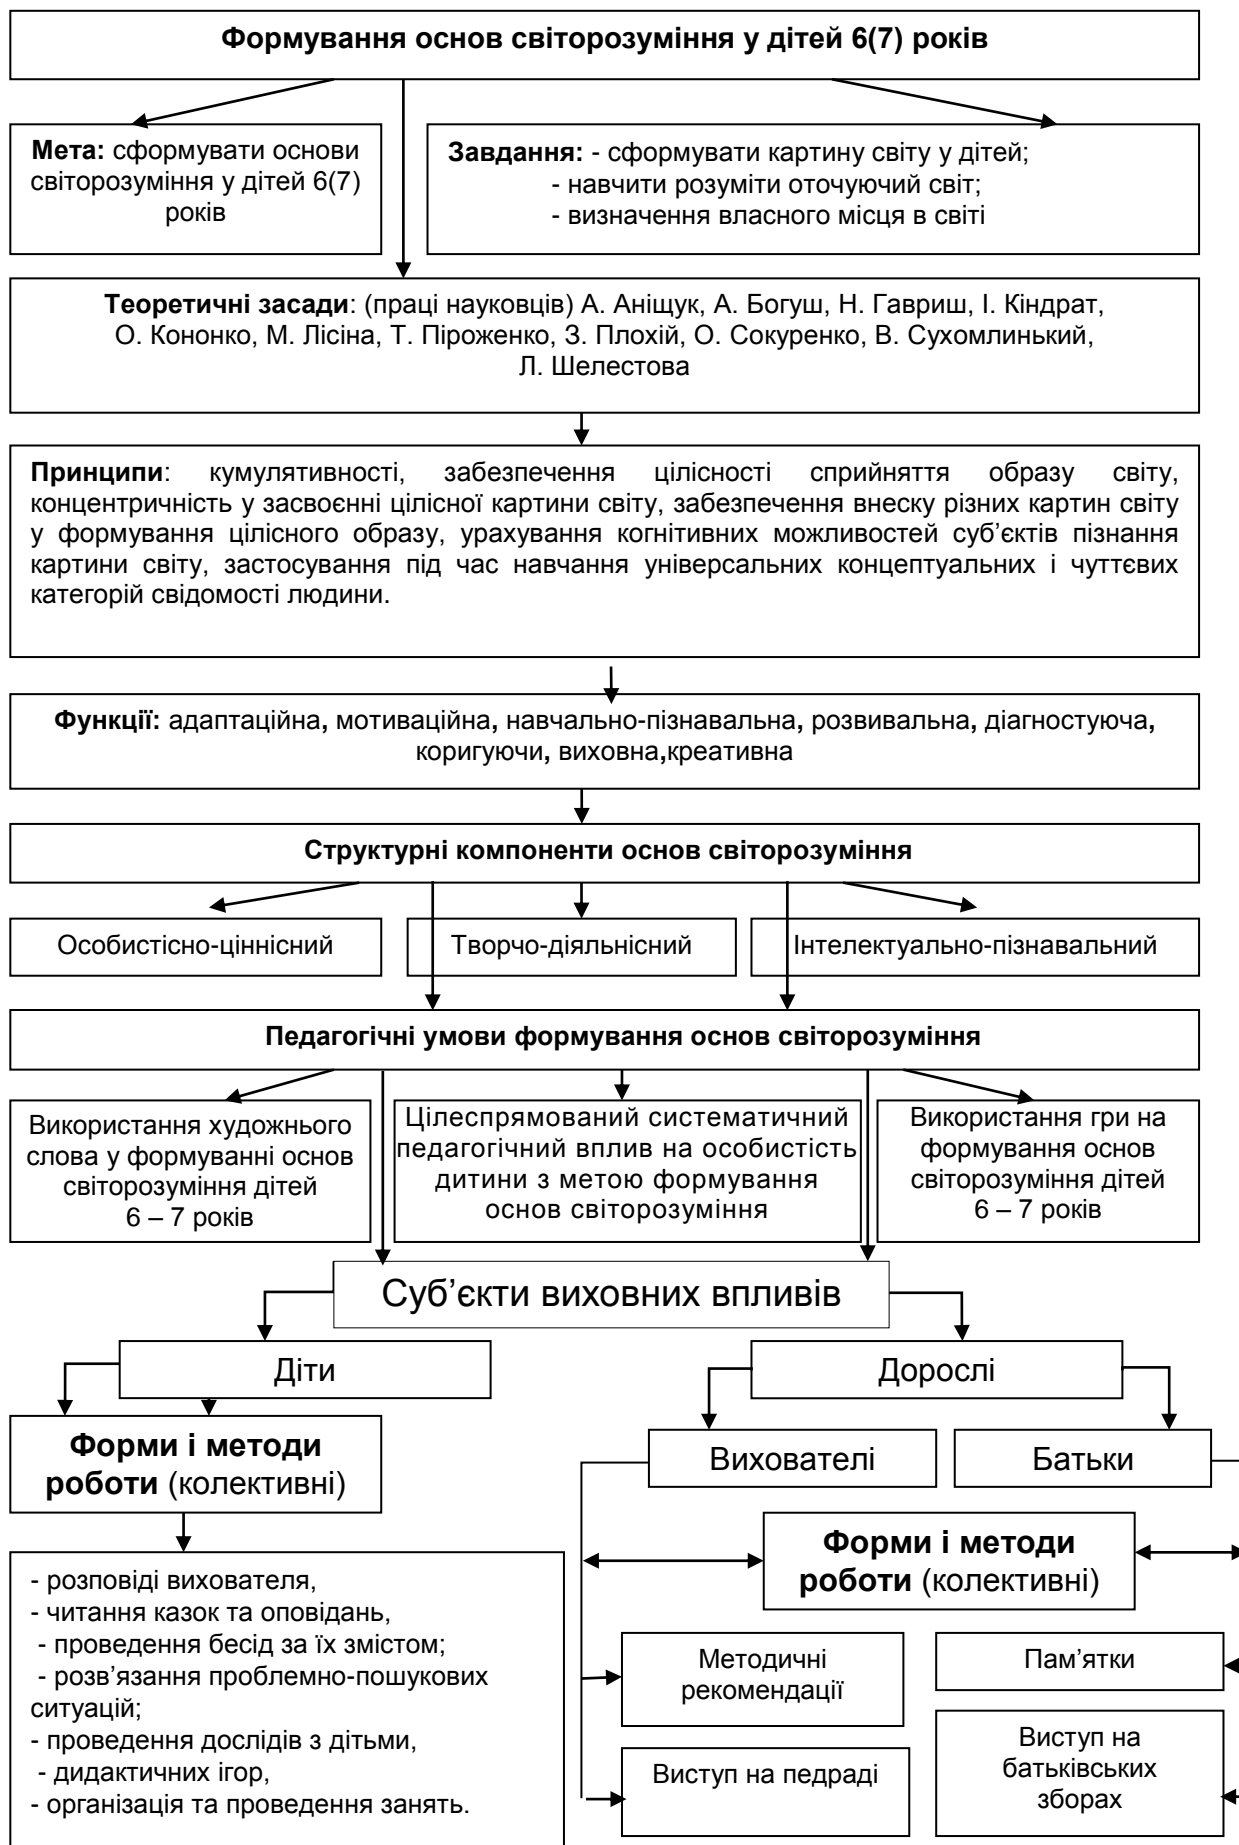 Формування основ світорозуміння у дітей 6(7) років
Мета: сформувати основи
світорозуміння у дітей 6(7)
років
Завдання: - сформувати картину світу у дітей;
- навчити розуміти оточуючий світ;
- визначення власного місця в світі
Теоретичні засади: (праці науковців) А. Аніщук, А. Богуш, Н. Гавриш, І. Кіндрат,
О. Кононко, М. Лісіна, Т. Піроженко, З. Плохій, О. Сокуренко, В. Сухомлинький,
Л. Шелестова
Принципи: кумулятивності, забезпечення цілісності сприйняття образу світу,
концентричність у засвоєнні цілісної картини світу, забезпечення внеску різних картин світу
у формування цілісного образу, урахування когнітивних можливостей суб’єктів пізнання
картини світу, застосування під час навчання універсальних концептуальних і чуттєвих
категорій свідомості людини.
Функції: адаптаційна, мотиваційна, навчально-пізнавальна, розвивальна, діагностуюча,
коригуючи, виховна,креативна
Структурні компоненти основ світорозуміння
Особистісно-ціннісний
Творчо-діяльнісний
Інтелектуально-пізнавальний
Педагогічні умови формування основ світорозуміння
Використання художнього
слова у формуванні основ
світорозуміння дітей
6 – 7 років
Цілеспрямований систематичний
педагогічний вплив на особистість
дитини з метою формування
основ світорозуміння
Використання гри на
формування основ
світорозуміння дітей
6 – 7 років
Суб’єкти виховних впливів
Діти
Дорослі
Форми і методи
роботи (колективні)
Вихователі
Батьки
Форми і методи
роботи (колективні)
- розповіді вихователя,
- читання казок та оповідань,
- проведення бесід за їх змістом;
- розв’язання проблемно-пошукових
ситуацій;
- проведення дослідів з дітьми,
- дидактичних ігор,
- організація та проведення занять.
Методичні
рекомендації
Пам’ятки
Виступ на педраді
Виступ на
батьківських
зборах